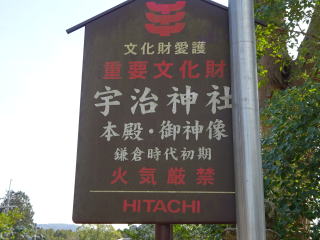 文化財愛護
重要文化財
宇治神社
本殿・御神像
鎌倉時代初期
火気厳禁
HITACHI